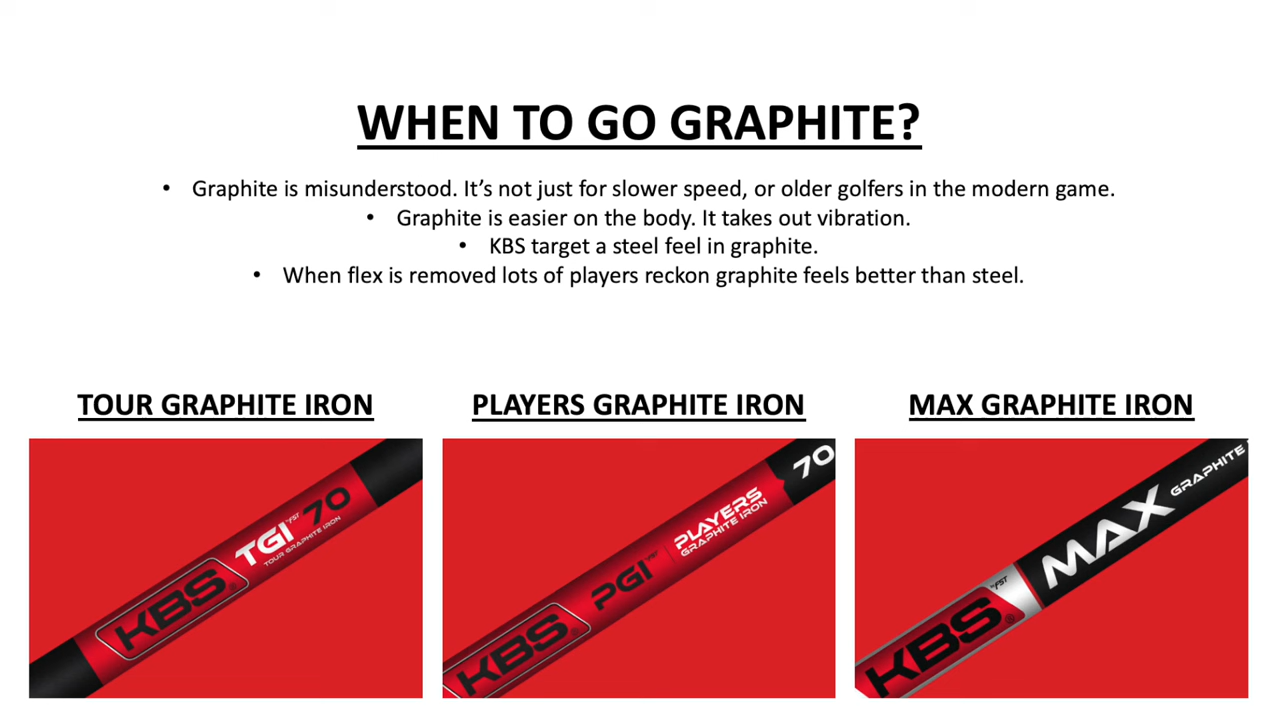 WHEN TO GO GRAPHITE?
• Graphite is misunderstood. It’s not just for slower speed, or older golfers in the modern game.
• Graphite is easier on the body. It takes out vibration.
• KBS target a steel feel in graphite.
• When flex is removed lots of players reckon graphite feels better than steel.
TOUR GRAPHITE IRON
PLAYERS GRAPHITE IRON
MAX GRAPHITE IRON
KBS® TGI BY FST 70
TOUR GRAPHITE IRON
KBS® PGI PLAYERS 70
GRAPHITE IRON
KBS® BY FST MAX GRAPHITE